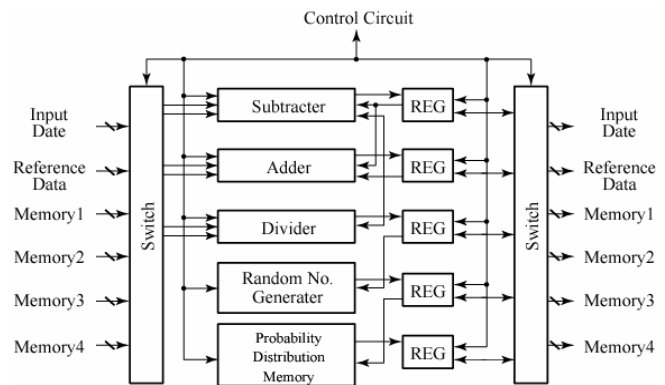 Control Circuit
Input
Date
Reference
Data
Memory1
Memory2
Memory3
Memory4
Switch
Subtracter
Adder
Divider
Random No.
Generater
Probability
Distribution
Memory
REG
REG
REG
REG
REG
Switch
Input
Date
Reference
Data
Memory1
Memory2
Memory3
Memory4